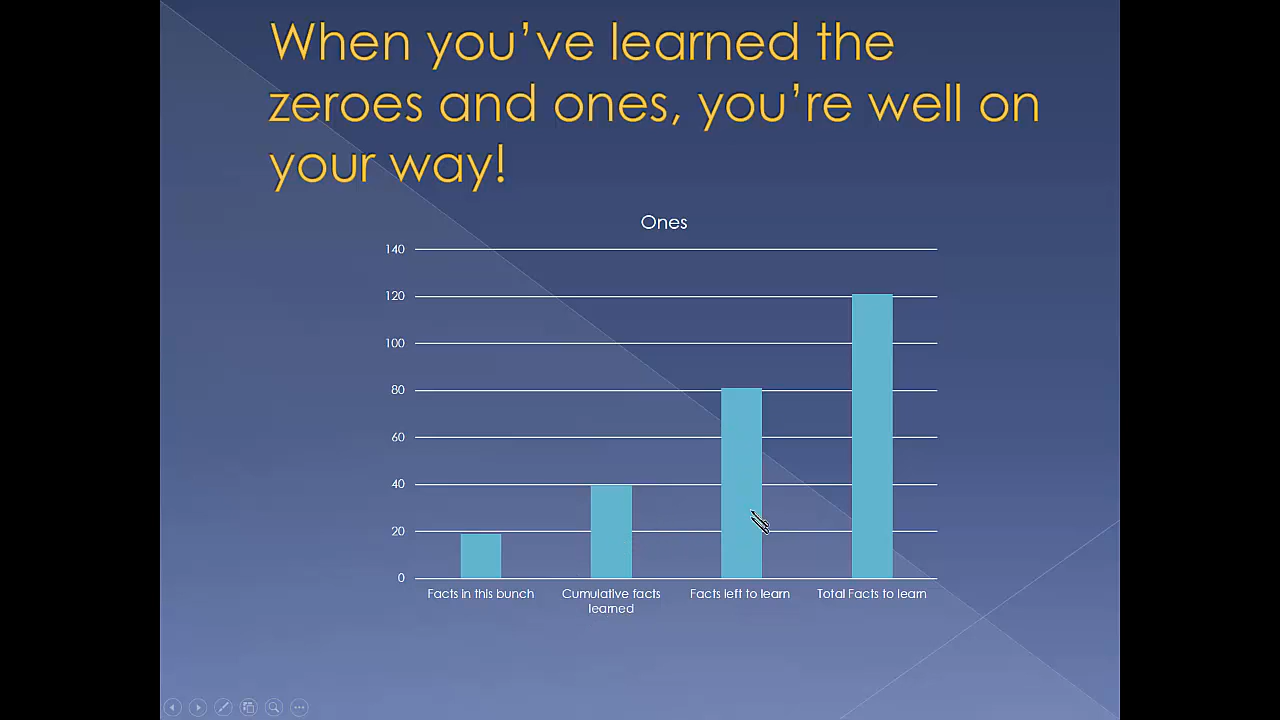 When you’ve learned the
zeroes and ones, you’re well on
your way!
Ones
140
120
100
80
60
40
20
0
Facts in this bunch
Cumulative facts
learned
Facts left to learn
Total Facts to learn